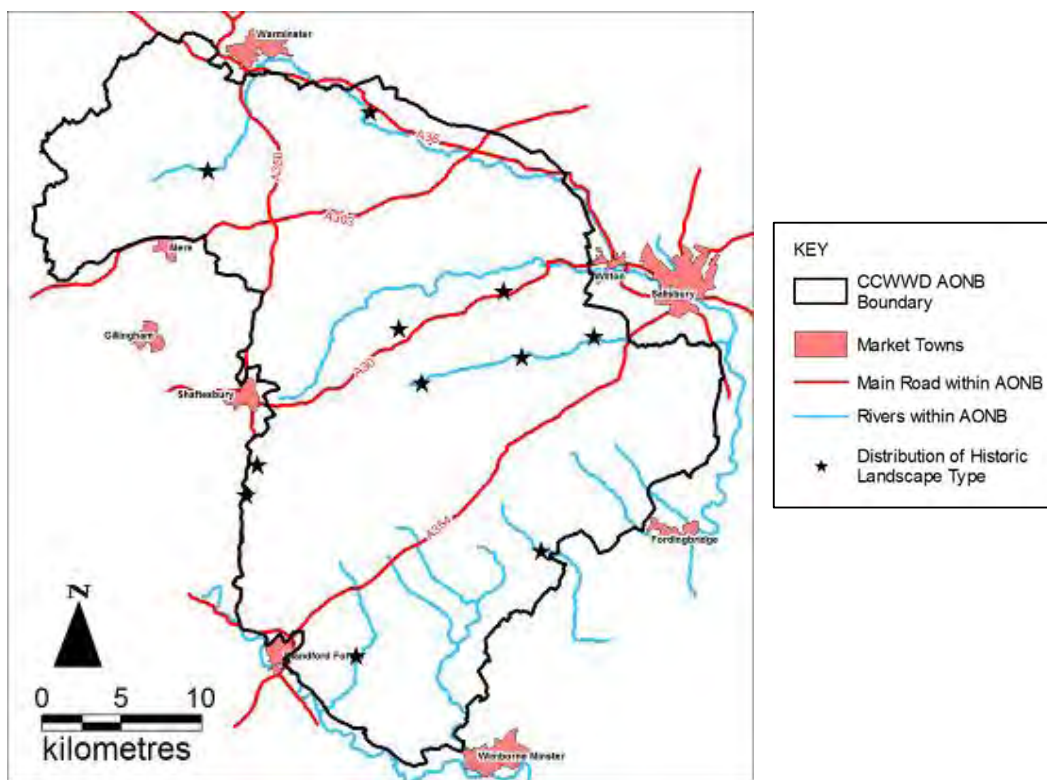 Warminster
A36
A350
A303
Mere
Wilton
Salisbury
Gillingham
A30
Shaftesbury
A354
Fordingbridge
N
Blandford Forum
0 5 10
kilometres
Wimborne Minster
KEY
CCWWD AONB
Boundary
Market Towns
Main Road within AONB
Rivers within AONB
Distribution of Historic
Landscape Type